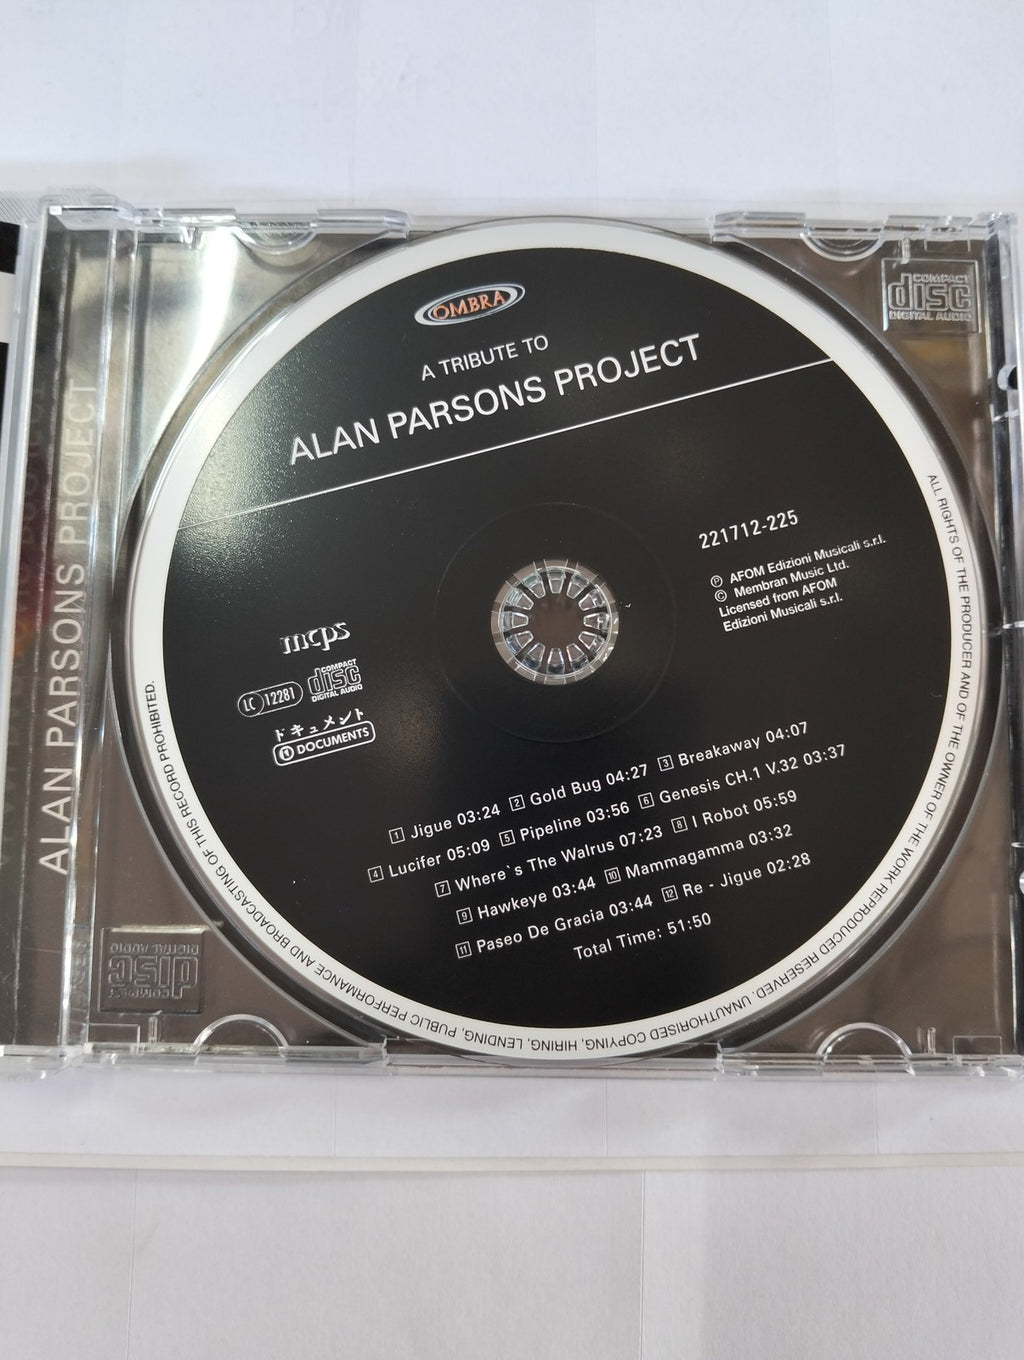 OMBRA
A TRIBUTE TO
ALAN PARSONS PROJECT
COMPACT
disc
DIGITAL AUDIO
ALAN PARSONS PROJECT
221712-225
℗ AFOM Edizioni Musicali s.r.l.
© Membran Music Ltd.
Licensed from AFOM
Edizioni Musicali s.r.l.
mcps
LC 12281
COMPACT
disc
DIGITAL AUDIO
ドキュメント
DOCUMENTS
1 Jigue 03:24 2 Gold Bug 04:27 3 Breakaway 04:07
4 Lucifer 05:09 5 Pipeline 03:56 6 Genesis CH.1 V.32 03:37
7 Where`s The Walrus 07:23 8 I Robot 05:59
9 Hawkeye 03:44 10 Mammagamma 03:32
11 Paseo De Gracia 03:44 12 Re - Jigue 02:28
Total Time: 51:50
ALL RIGHTS OF THE PRODUCER AND OF THE OWNER OF THE WORK REPRODUCED RESERVED. UNAUTHORISED COPYING, HIRING, LENDING, PUBLIC PERFORMANCE AND BROADCASTING OF THIS RECORD PROHIBITED.
COMPACT
disc
DIGITAL AUDIO